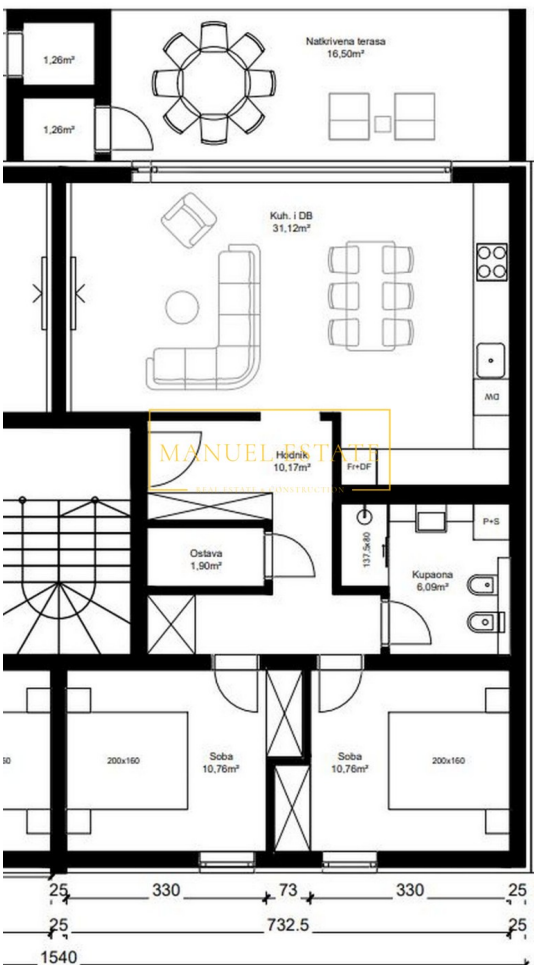 Natkrivena terasa
16,50m²
1,26m²
1,26m²
Kuh. i DB
31,12m²
DW
MANUEL ESTATE
REAL ESTATE & CONSTRUCTION
Hodnik
10,17m²
Fr+DF
137,5x80
P+S
Ostava
1,90m²
Kupaona
6,09m²
Soba
10,76m²
Soba
10,76m²
60
200x160
200x160
25 330 73 330 25
25 732.5 25
1540